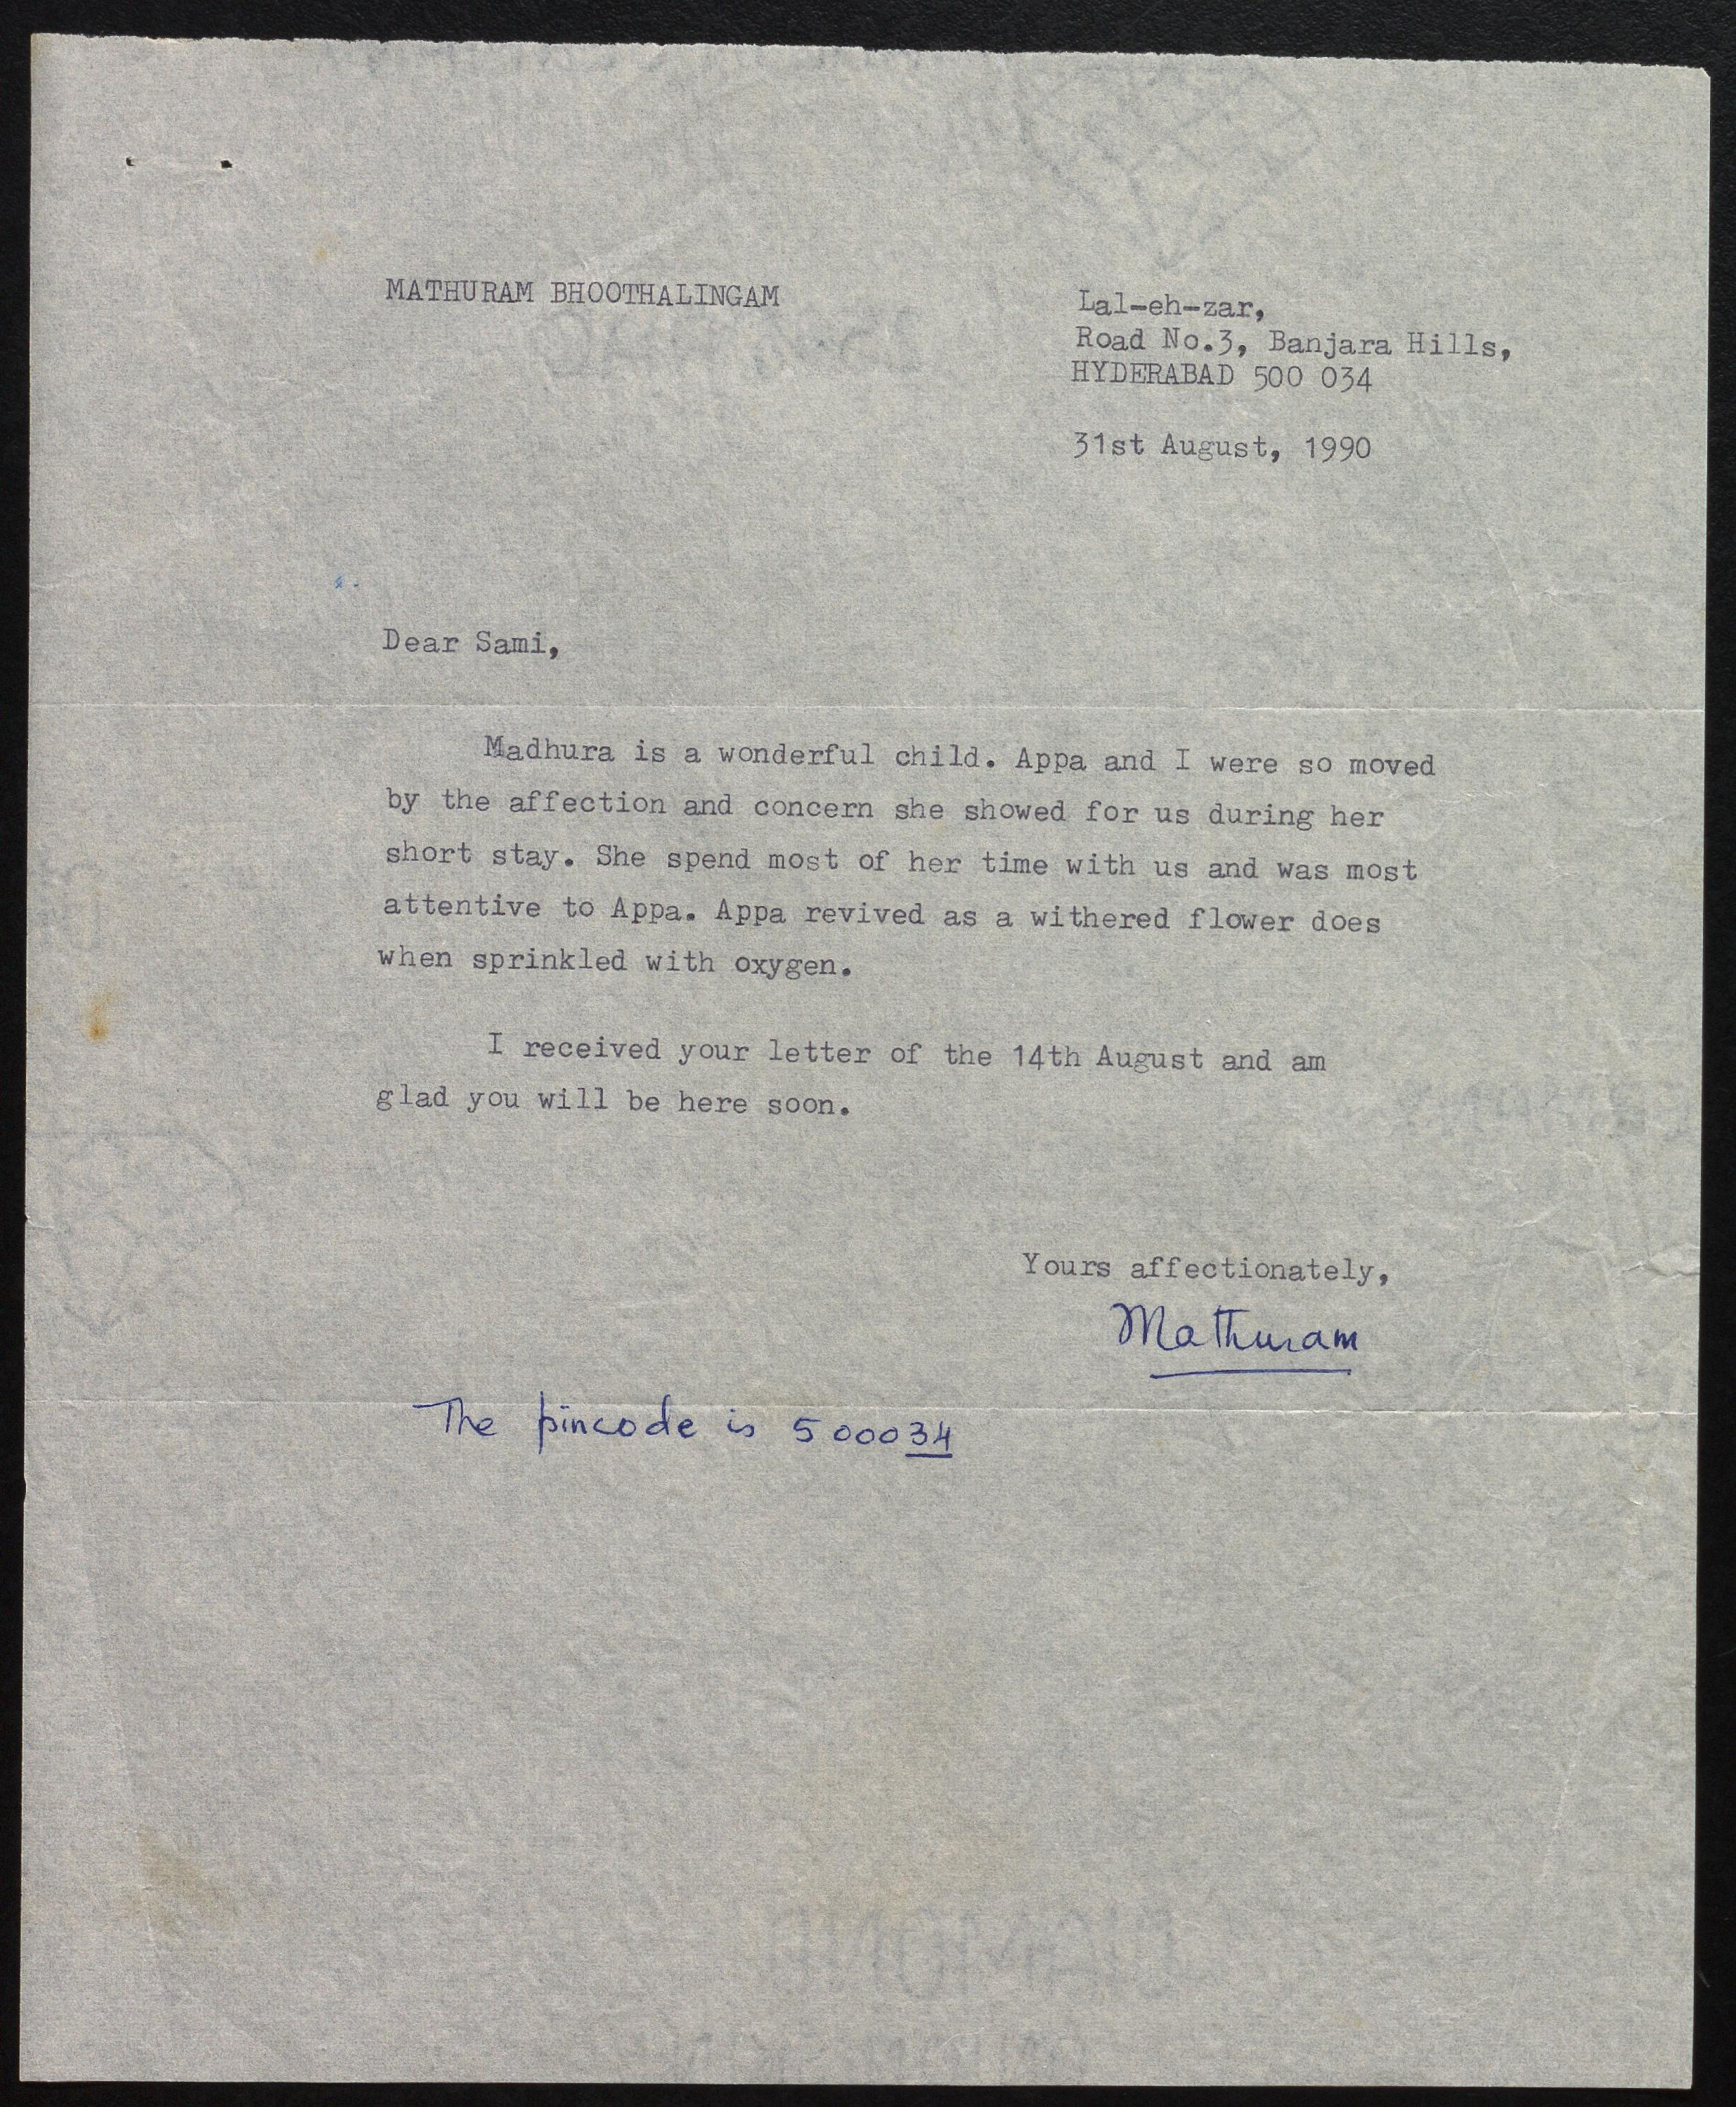 MATHURAM BHOOTHALINGAM
Lal-eh-zar,
Road No.3, Banjara Hills,
HYDERABAD 500 034
31st August, 1990
Dear Sami,
Madhura is a wonderful child. Appa and I were so moved
by the affection and concern she showed for us during her
short stay. She spend most of her time with us and was most
attentive to Appa. Appa revived as a withered flower does
when sprinkled with oxygen.
I received your letter of the 14th August and am
glad you will be here soon.
Yours affectionately,
Mathuram
The pincode is 500034